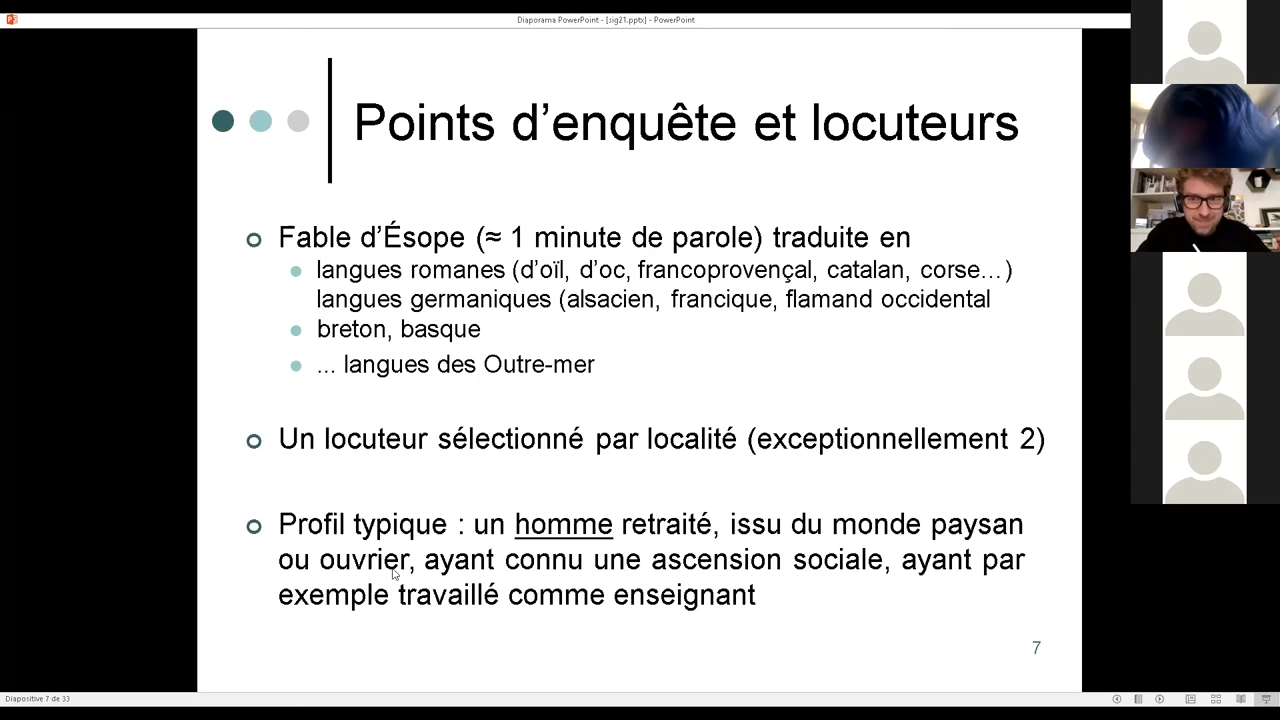 Diaporama PowerPoint - [sig21.pptx] - PowerPoint
Points d’enquête et locuteurs
Fable d’Ésope (≈ 1 minute de parole) traduite en
langues romanes (d’oïl, d’oc, francoprovençal, catalan, corse…)
langues germaniques (alsacien, francique, flamand occidental
breton, basque
... langues des Outre-mer
Un locuteur sélectionné par localité (exceptionnellement 2)
Profil typique : un homme retraité, issu du monde paysan
ou ouvrier, ayant connu une ascension sociale, ayant par
exemple travaillé comme enseignant
7
Diapositive 7 de 33